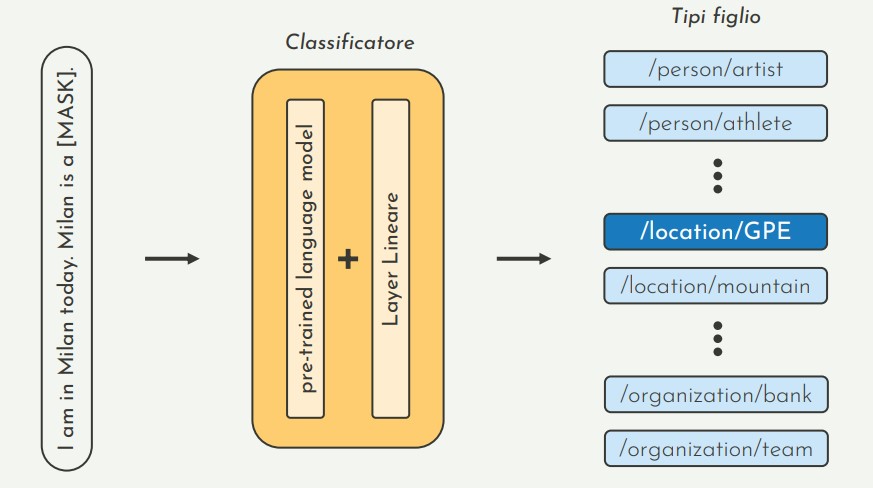 I am in Milan today. Milan is a [MASK].
Classificatore
pre-trained language model
+
Layer Lineare
Tipi figlio
/person/artist
/person/athlete
/location/GPE
/location/mountain
/organization/bank
/organization/team